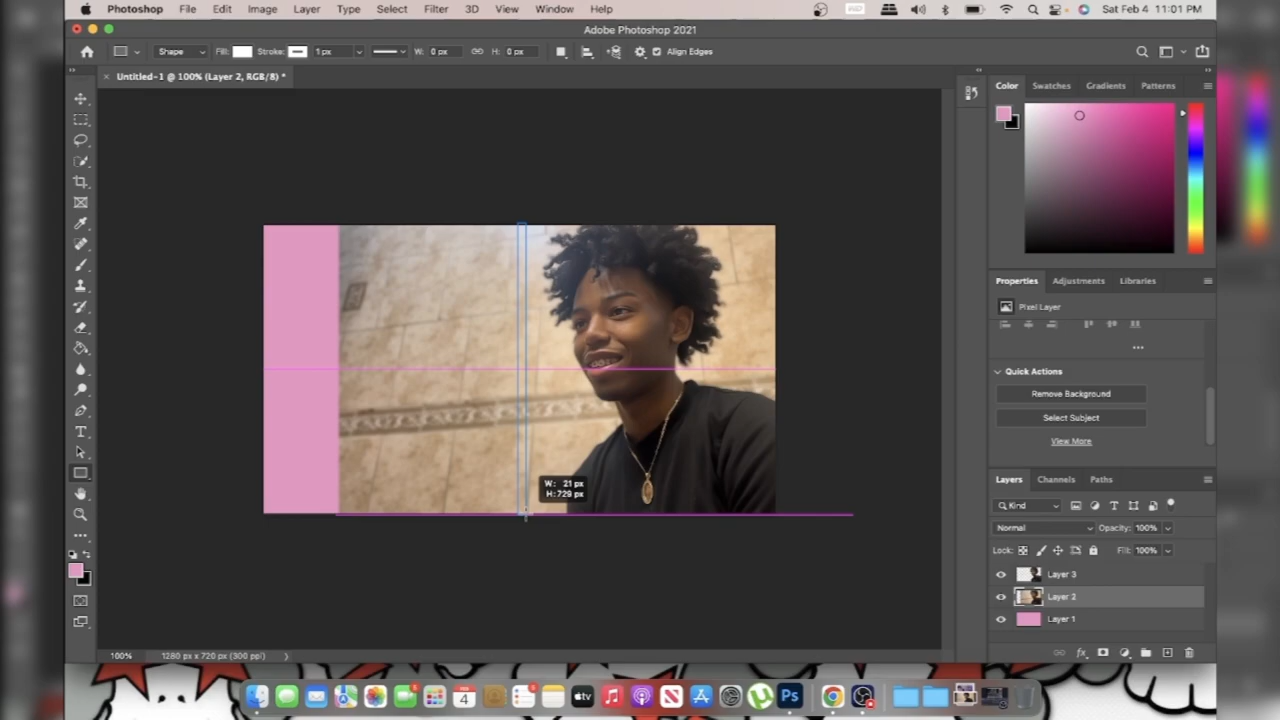 Photoshop File Edit Image Layer Type Select Filter 3D View Window Help Sat Feb 4 11:01 PM
Adobe Photoshop 2021
Shape Fill: Stroke: 1 px W: 0 px H: 0 px Align Edges
× Untitled-1 @ 100% (Layer 2, RGB/8) *
Color Swatches Gradients Patterns
Properties Adjustments Libraries
Pixel Layer
Quick Actions
Remove Background
Select Subject
View More
W: 21 px
H: 729 px
Layers Channels Paths
Kind
Normal Opacity: 100%
Lock: Fill: 100%
Layer 3
Layer 2
Layer 1
100% 1280 px x 720 px (300 ppi)
4 tv Ps